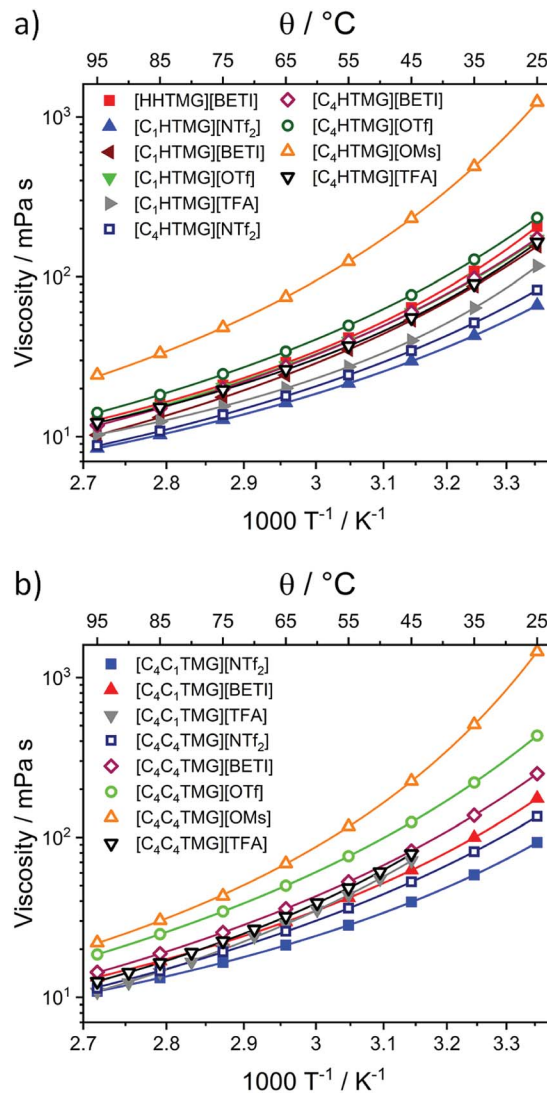 a)
θ / °C
95 85 75 65 55 45 35 25
10³
10²
10¹
Viscosity / mPa s
[HHTMG][BETI]
[C₁HTMG][NTf₂]
[C₁HTMG][BETI]
[C₁HTMG][OTf]
[C₁HTMG][TFA]
[C₄HTMG][NTf₂]
[C₄HTMG][BETI]
[C₄HTMG][OTf]
[C₄HTMG][OMs]
[C₄HTMG][TFA]
2.7 2.8 2.9 3 3.1 3.2 3.3
1000 T⁻¹ / K⁻¹
b)
θ / °C
95 85 75 65 55 45 35 25
10³
10²
10¹
Viscosity / mPa s
[C₄C₁TMG][NTf₂]
[C₄C₁TMG][BETI]
[C₄C₁TMG][TFA]
[C₄C₄TMG][NTf₂]
[C₄C₄TMG][BETI]
[C₄C₄TMG][OTf]
[C₄C₄TMG][OMs]
[C₄C₄TMG][TFA]
2.7 2.8 2.9 3 3.1 3.2 3.3
1000 T⁻¹ / K⁻¹